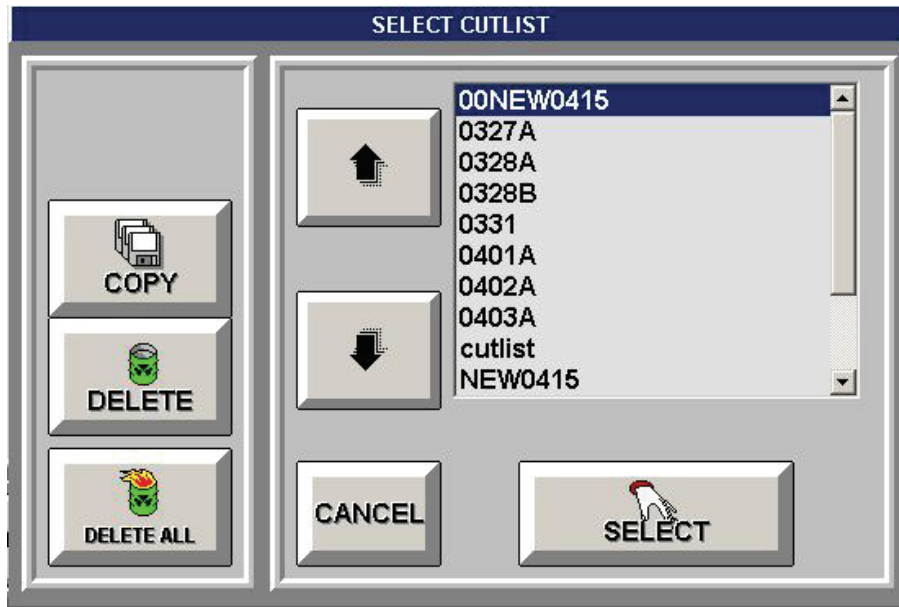 SELECT CUTLIST
COPY
DELETE
DELETE ALL
00NEW0415
0327A
0328A
0328B
0331
0401A
0402A
0403A
cutlist
NEW0415
CANCEL
SELECT